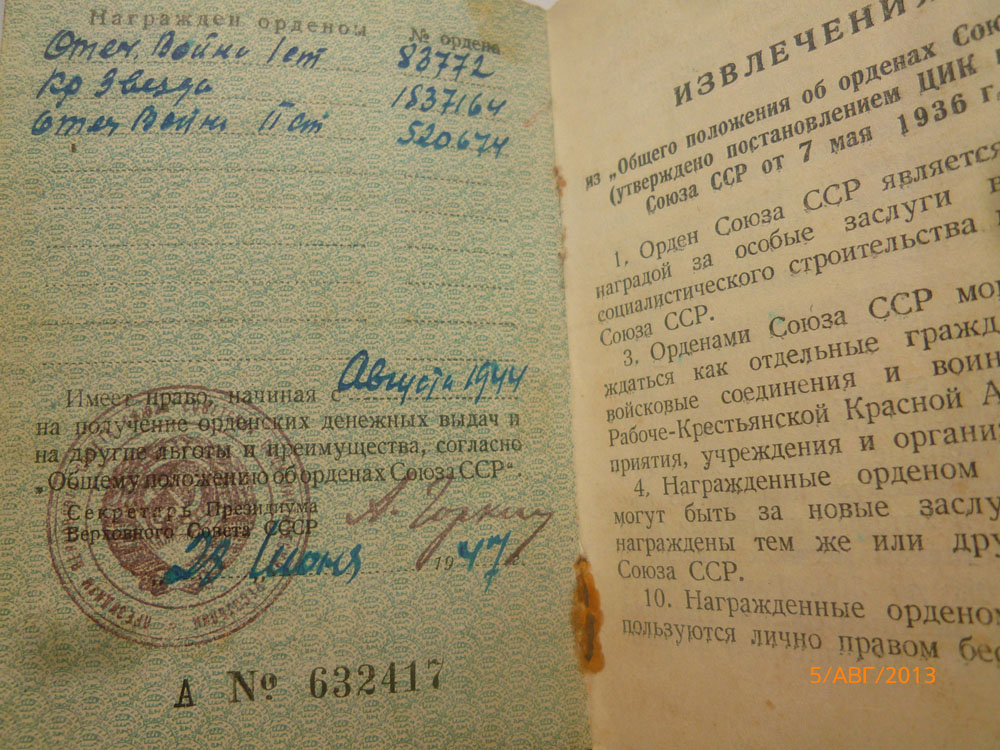 Награжден орденом № ордена
Отеч. Войны I ст 83772
Кр Звезда 1837164
Отеч Войны II ст 520674
Имеет право, начиная с Августа 1944
на получение орденских денежных выдач и
на другие льготы и преимущества, согласно
„Общему положению об орденах Союза ССР".
Секретарь Президиума
Верховного Совета СССР
А. Горкин
23 Июня 1947
А № 632417
ИЗВЛЕЧЕНИ
из „Общего положения об орденах Сою
(утверждено постановлением ЦИК
Союза ССР от 7 мая 1936 г.
1. Орден Союза ССР является
наградой за особые заслуги в
социалистического строительства
Союза ССР.
3. Орденами Союза ССР мо
ждаться как отдельные гражд
войсковые соединения и воин
Рабоче-Крестьянской Красной А
приятия, учреждения и органи
4. Награжденные орденом
могут быть за новые заслу
награждены тем же или дру
Союза ССР.
10. Награжденные орденом
пользуются лично правом бес
5/АВГ/2013